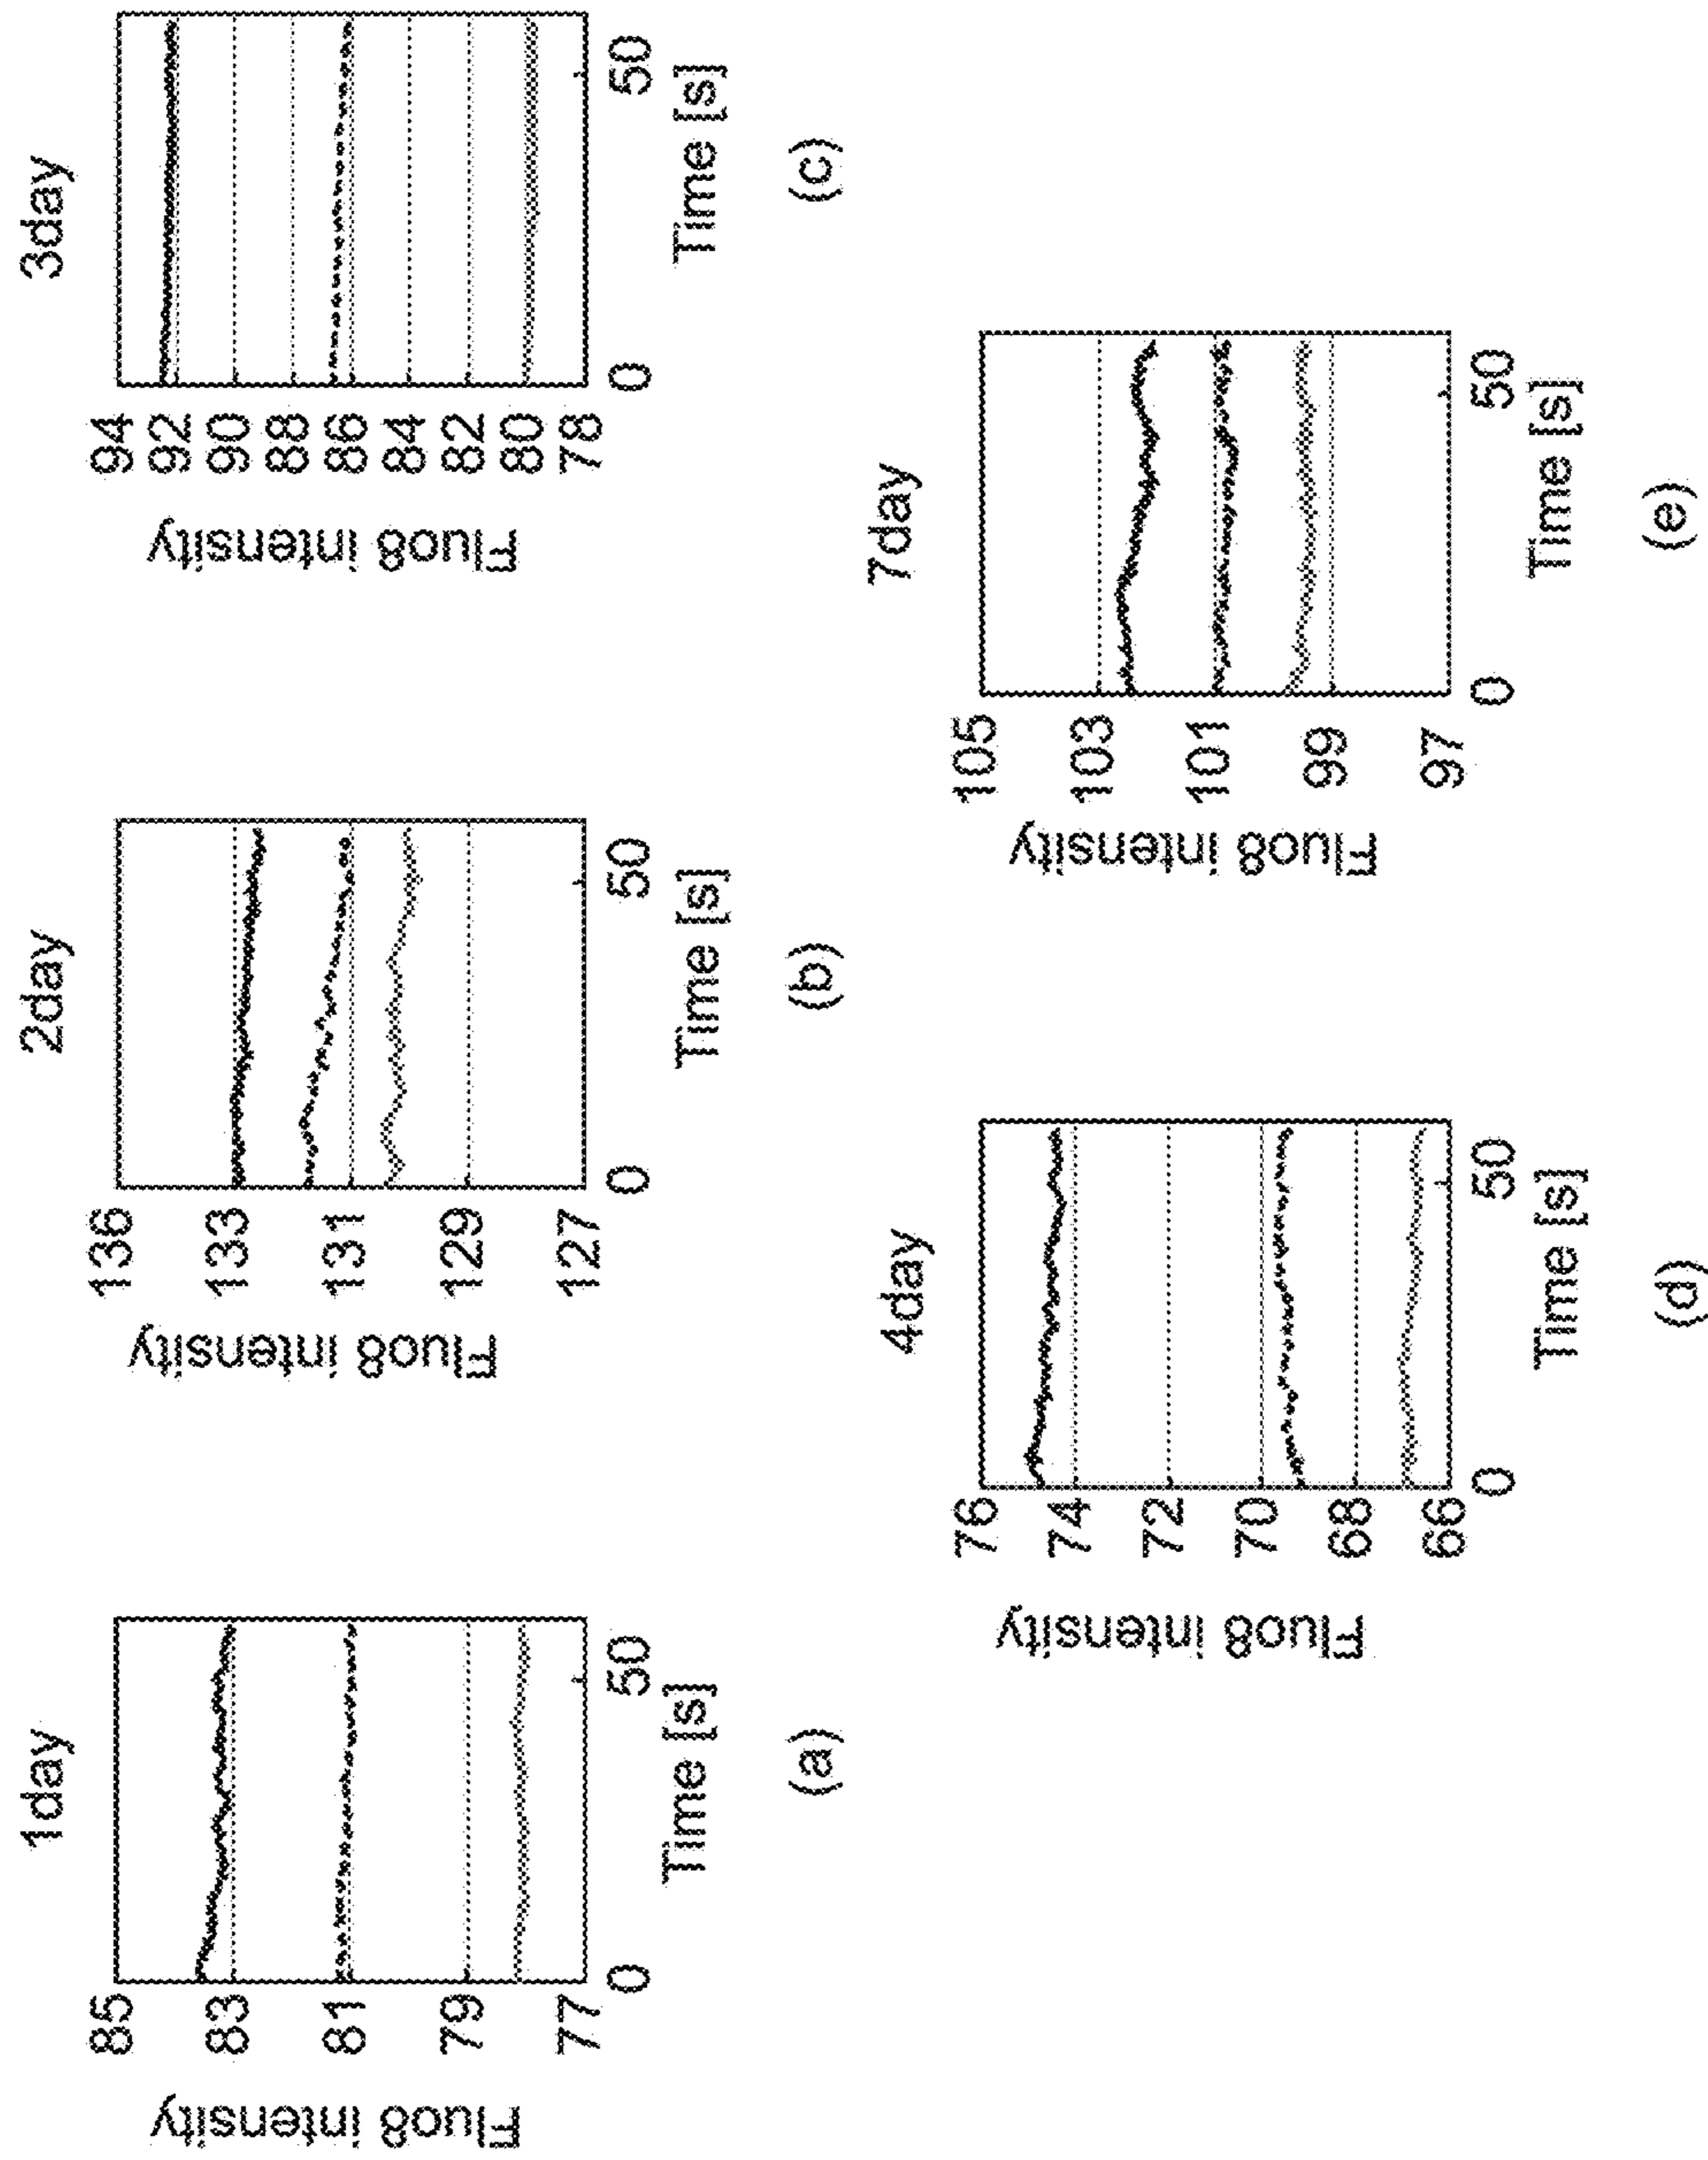 1day
Fluo8 intensity
85
83
81
79
77
0
50
Time [s]
(a)
2day
Fluo8 intensity
136
133
131
129
127
0
50
Time [s]
(b)
3day
Fluo8 intensity
94
92
90
88
86
84
82
80
78
0
50
Time [s]
(c)
4day
Fluo8 intensity
76
74
72
70
68
66
0
50
Time [s]
(d)
7day
Fluo8 intensity
105
103
101
99
97
0
50
Time [s]
(e)